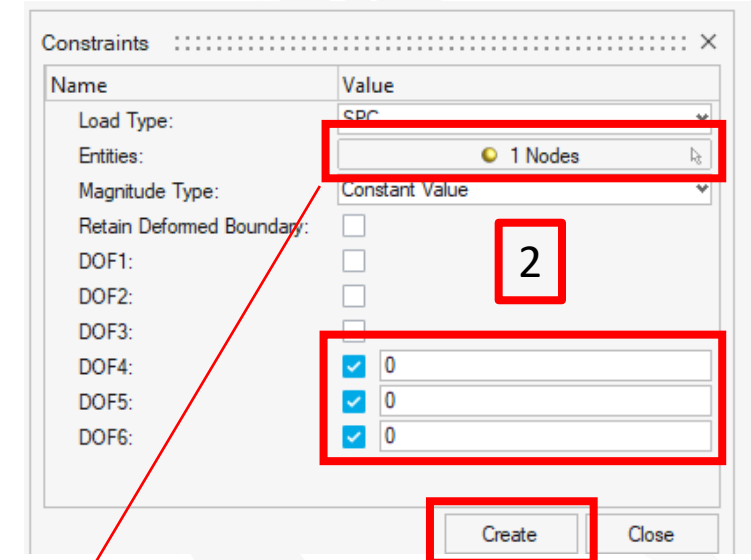 Constraints
Name Value
Load Type: SPC
Entities: 1 Nodes
Magnitude Type: Constant Value
Retain Deformed Boundary:
DOF1:
DOF2:
2
DOF3:
DOF4: 0
DOF5: 0
DOF6: 0
Create Close